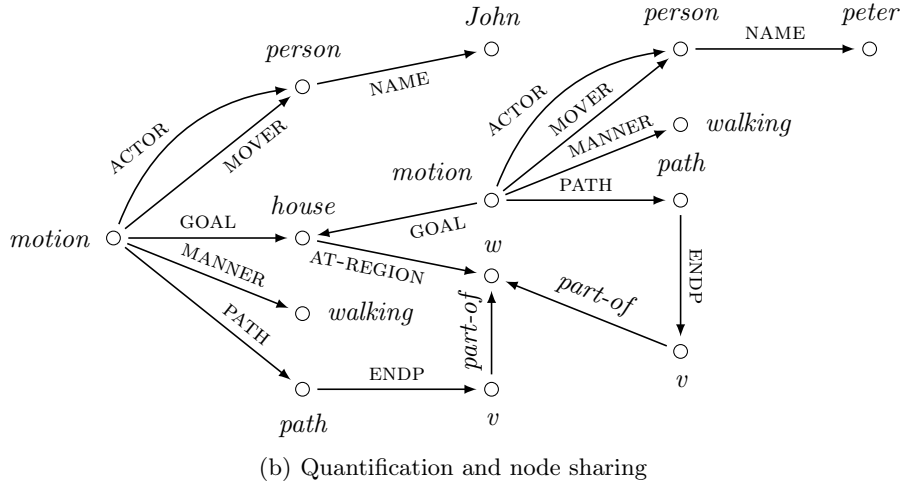 John
person
peter
person
NAME
NAME
ACTOR
MOVER
ACTOR
MOVER
MANNER
walking
path
motion
PATH
house
GOAL
GOAL
motion
w
AT-REGION
MANNER
ENDP
part-of
walking
part-of
PATH
ENDP
v
path
v
(b) Quantification and node sharing